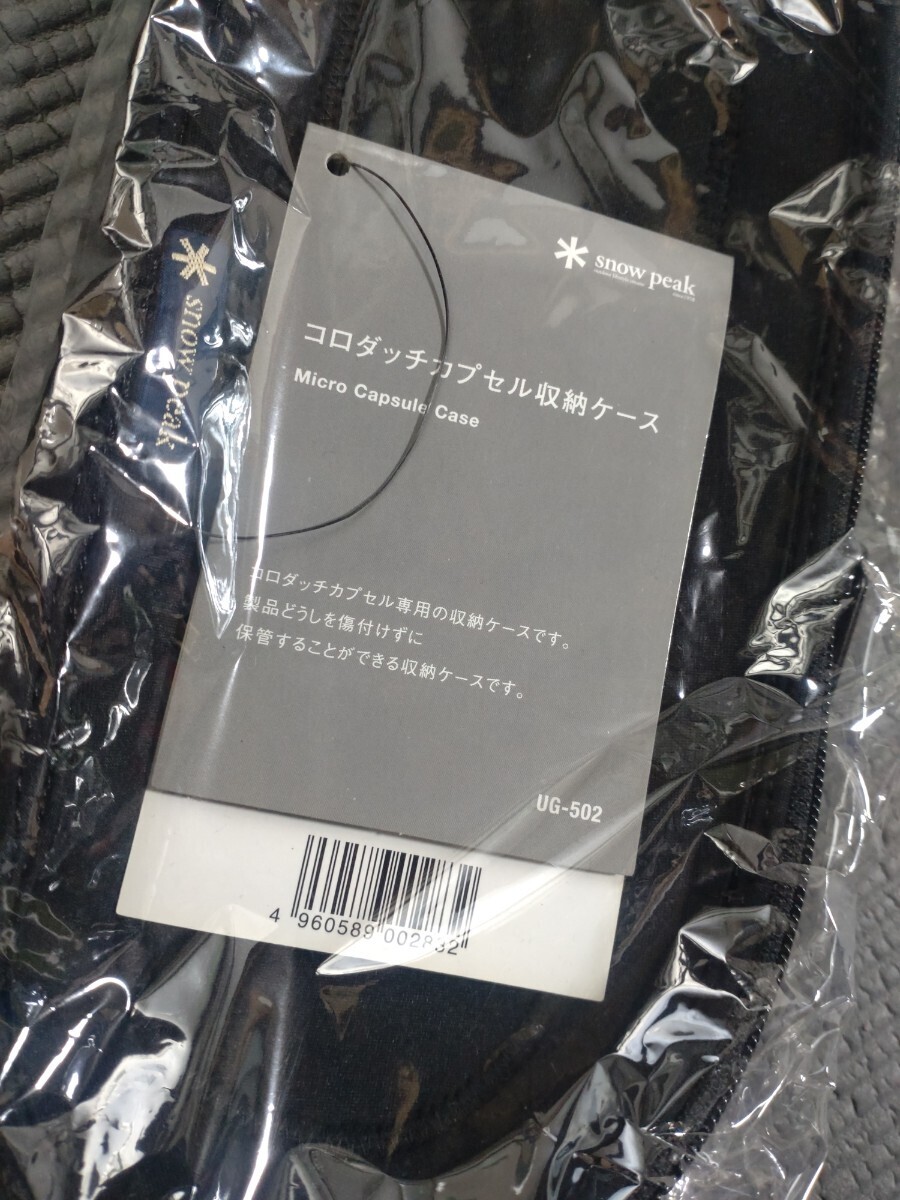 snow peak
snow peak
コロダッチカプセル収納ケース
Micro Capsule Case
コロダッチカプセル専用の収納ケースです。
製品どうしを傷付けずに
保管することができる収納ケースです。
UG-502
4 960589 002832